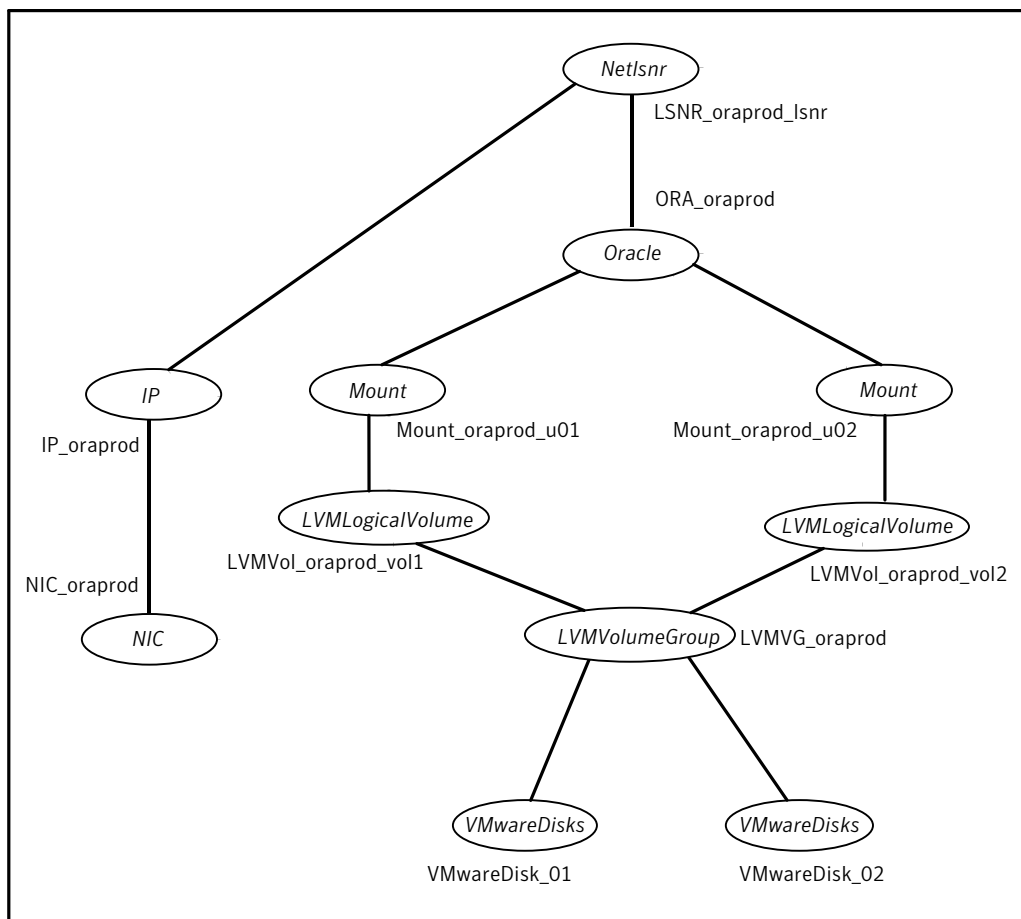 Netlsnr
LSNR_oraprod_lsnr
ORA_oraprod
Oracle
IP
Mount
Mount
IP_oraprod
Mount_oraprod_u01
Mount_oraprod_u02
LVMLogicalVolume
LVMLogicalVolume
LVMVol_oraprod_vol1
LVMVol_oraprod_vol2
NIC_oraprod
NIC
LVMVolumeGroup
LVMVG_oraprod
VMwareDisks
VMwareDisks
VMwareDisk_01
VMwareDisk_02